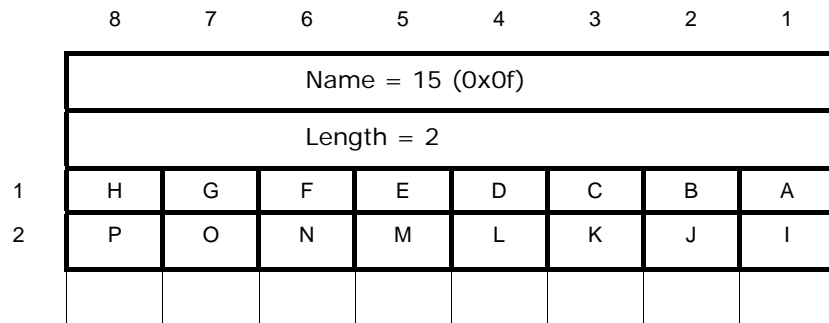 8 7 6 5 4 3 2 1
Name = 15 (0x0f)
Length = 2
1 H G F E D C B A
2 P O N M L K J I